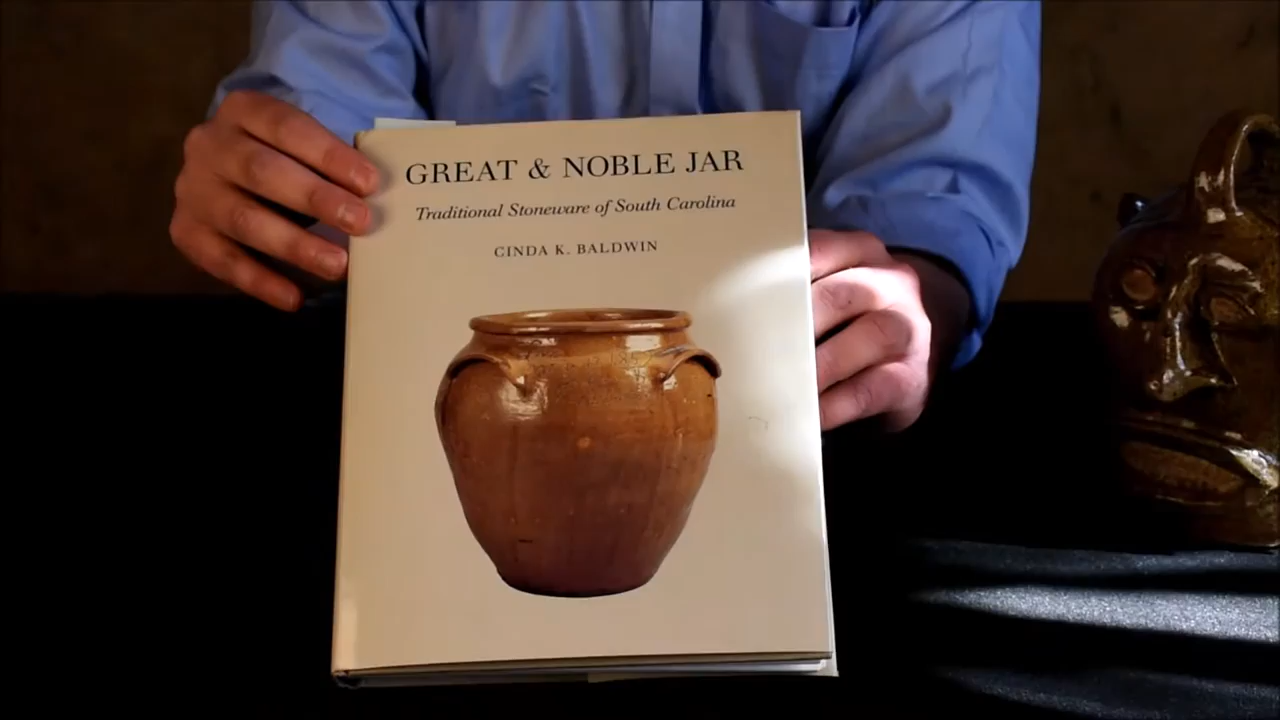 GREAT & NOBLE JAR
Traditional Stoneware of South Carolina
CINDA K. BALDWIN